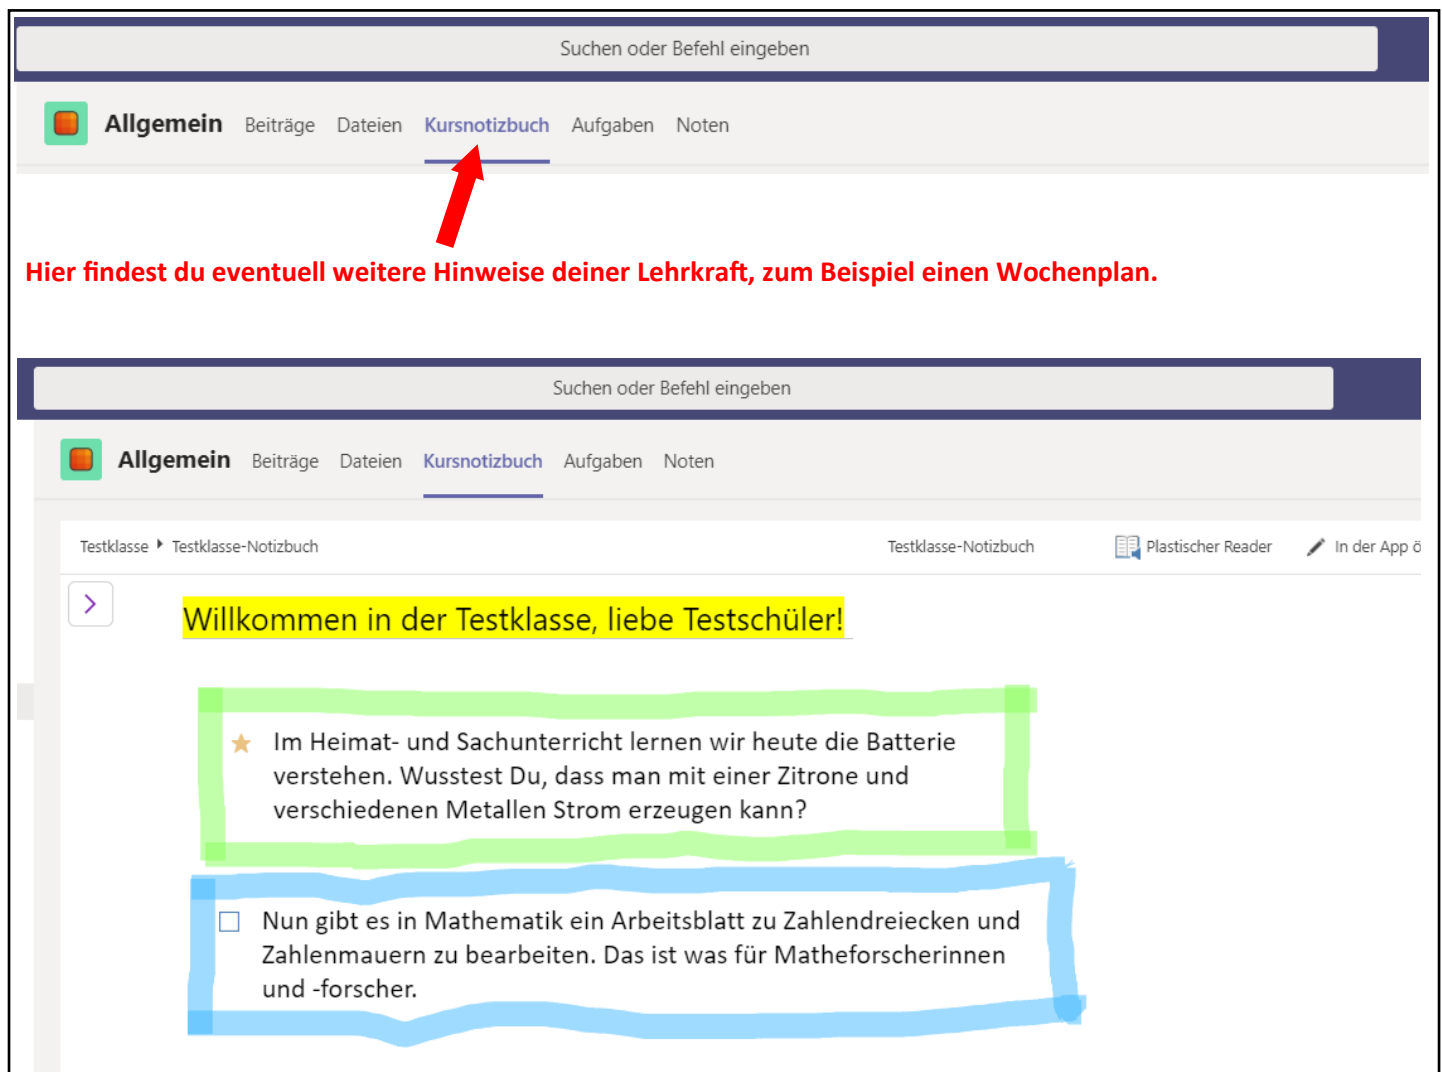 Suchen oder Befehl eingeben
Allgemein Beiträge Dateien Kursnotizbuch Aufgaben Noten
Hier findest du eventuell weitere Hinweise deiner Lehrkraft, zum Beispiel einen Wochenplan.
Suchen oder Befehl eingeben
Allgemein Beiträge Dateien Kursnotizbuch Aufgaben Noten
Testklasse Testklasse-Notizbuch Testklasse-Notizbuch Plastischer Reader In der App ö
Willkommen in der Testklasse, liebe Testschüler!
Im Heimat- und Sachunterricht lernen wir heute die Batterie
verstehen. Wusstest Du, dass man mit einer Zitrone und
verschiedenen Metallen Strom erzeugen kann?
Nun gibt es in Mathematik ein Arbeitsblatt zu Zahlendreiecken und
Zahlenmauern zu bearbeiten. Das ist was für Matheforscherinnen
und -forscher.